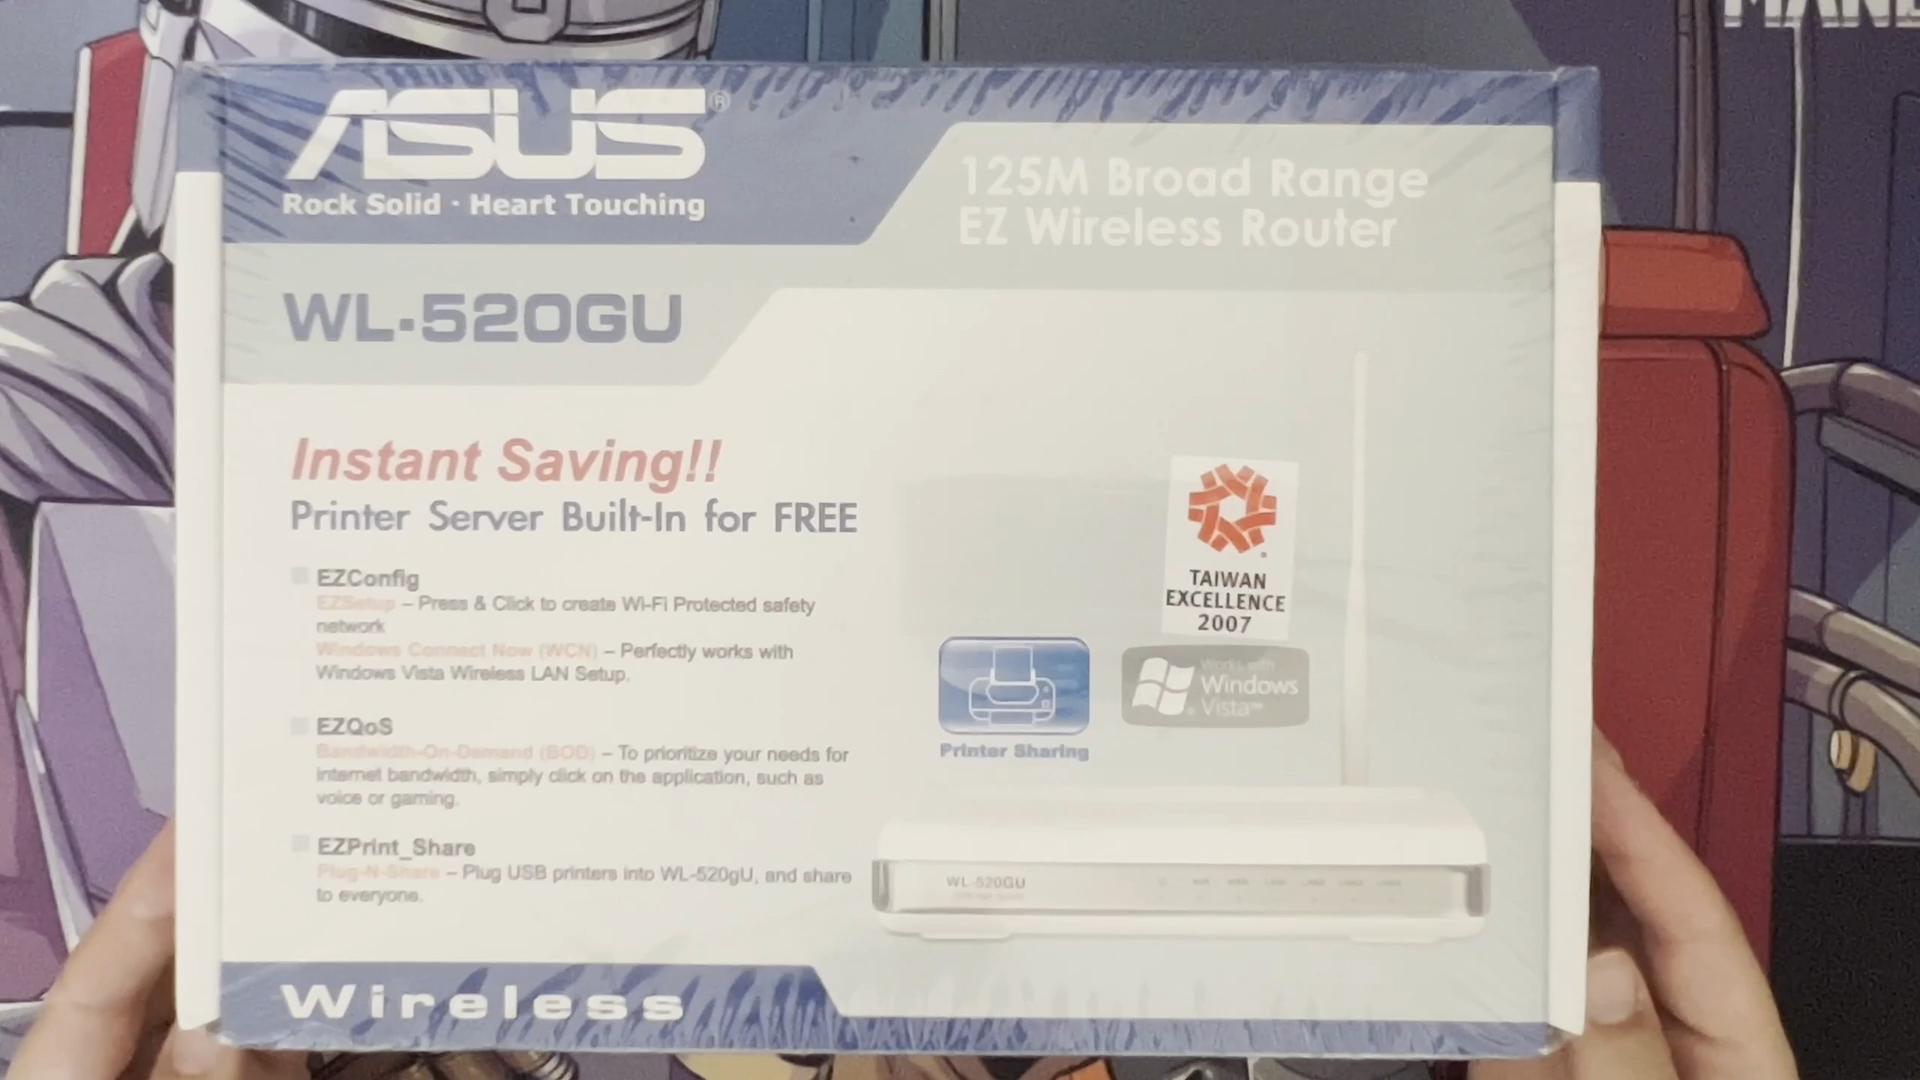 MANE
ASUS®
Rock Solid · Heart Touching
125M Broad Range
EZ Wireless Router
WL-520GU
Instant Saving!!
Printer Server Built-In for FREE
EZConfig
EZSetup – Press & Click to create Wi-Fi Protected safety
network
Windows Connect Now (WCN) – Perfectly works with
Windows Vista Wireless LAN Setup.
EZQoS
Bandwidth-On-Demand (BOD) – To prioritize your needs for
internet bandwidth, simply click on the application, such as
voice or gaming.
EZPrint_Share
Plug-N-Share – Plug USB printers into WL-520gU, and share
to everyone.
TAIWAN
EXCELLENCE
2007
Printer Sharing
Works with
Windows
Vista™
WL-520GU
Wireless